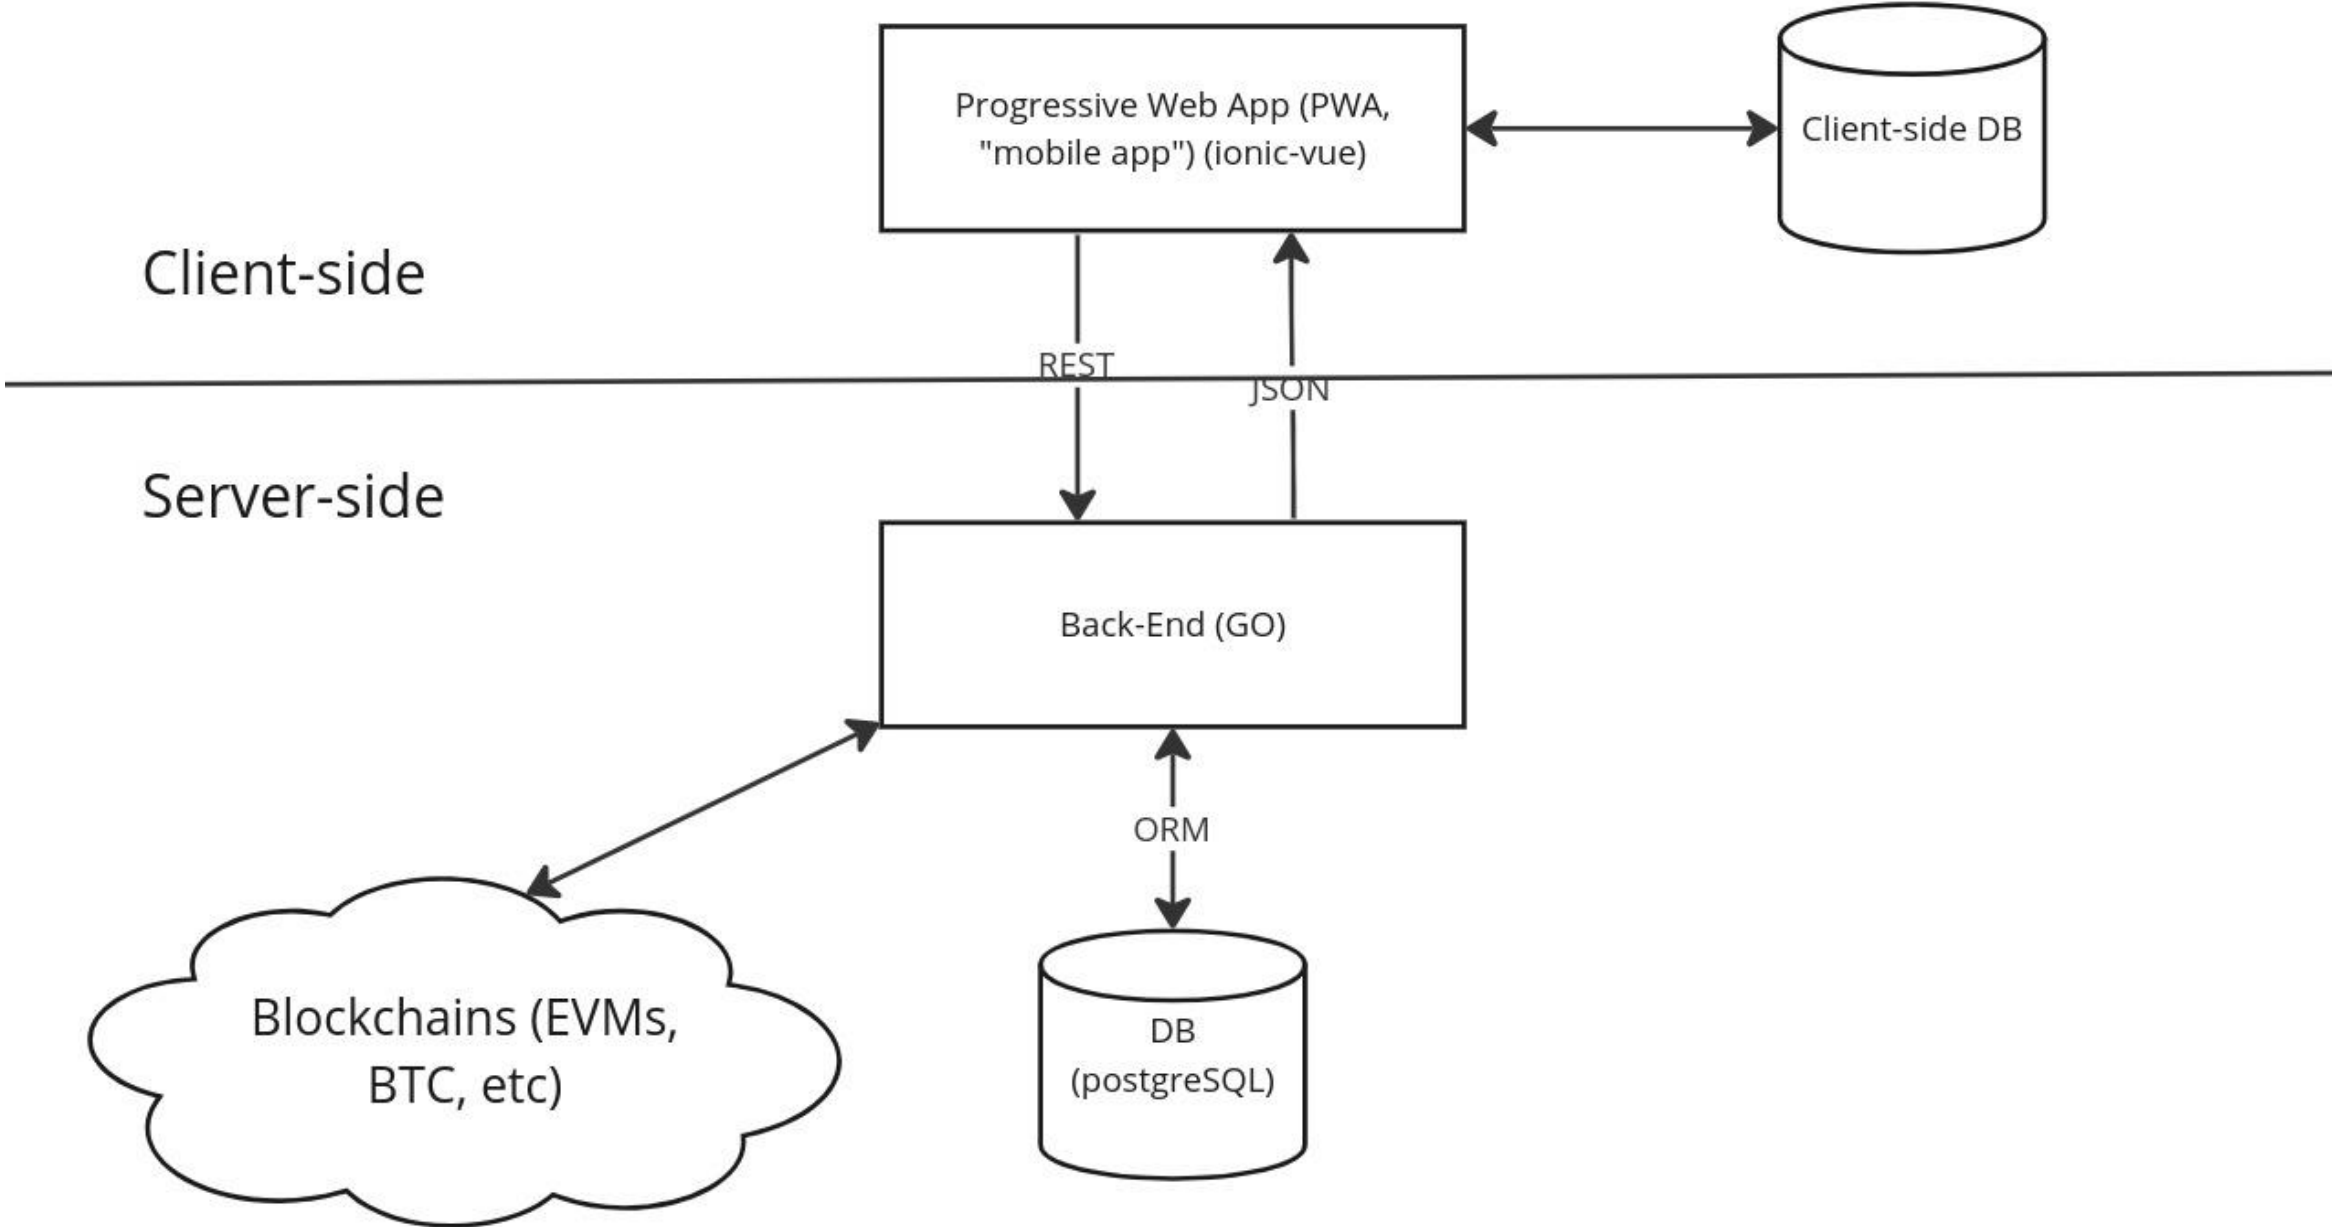 Progressive Web App (PWA,
"mobile app") (ionic-vue)
Client-side DB
Client-side
REST
JSON
Server-side
Back-End (GO)
ORM
Blockchains (EVMs,
BTC, etc)
DB
(postgreSQL)